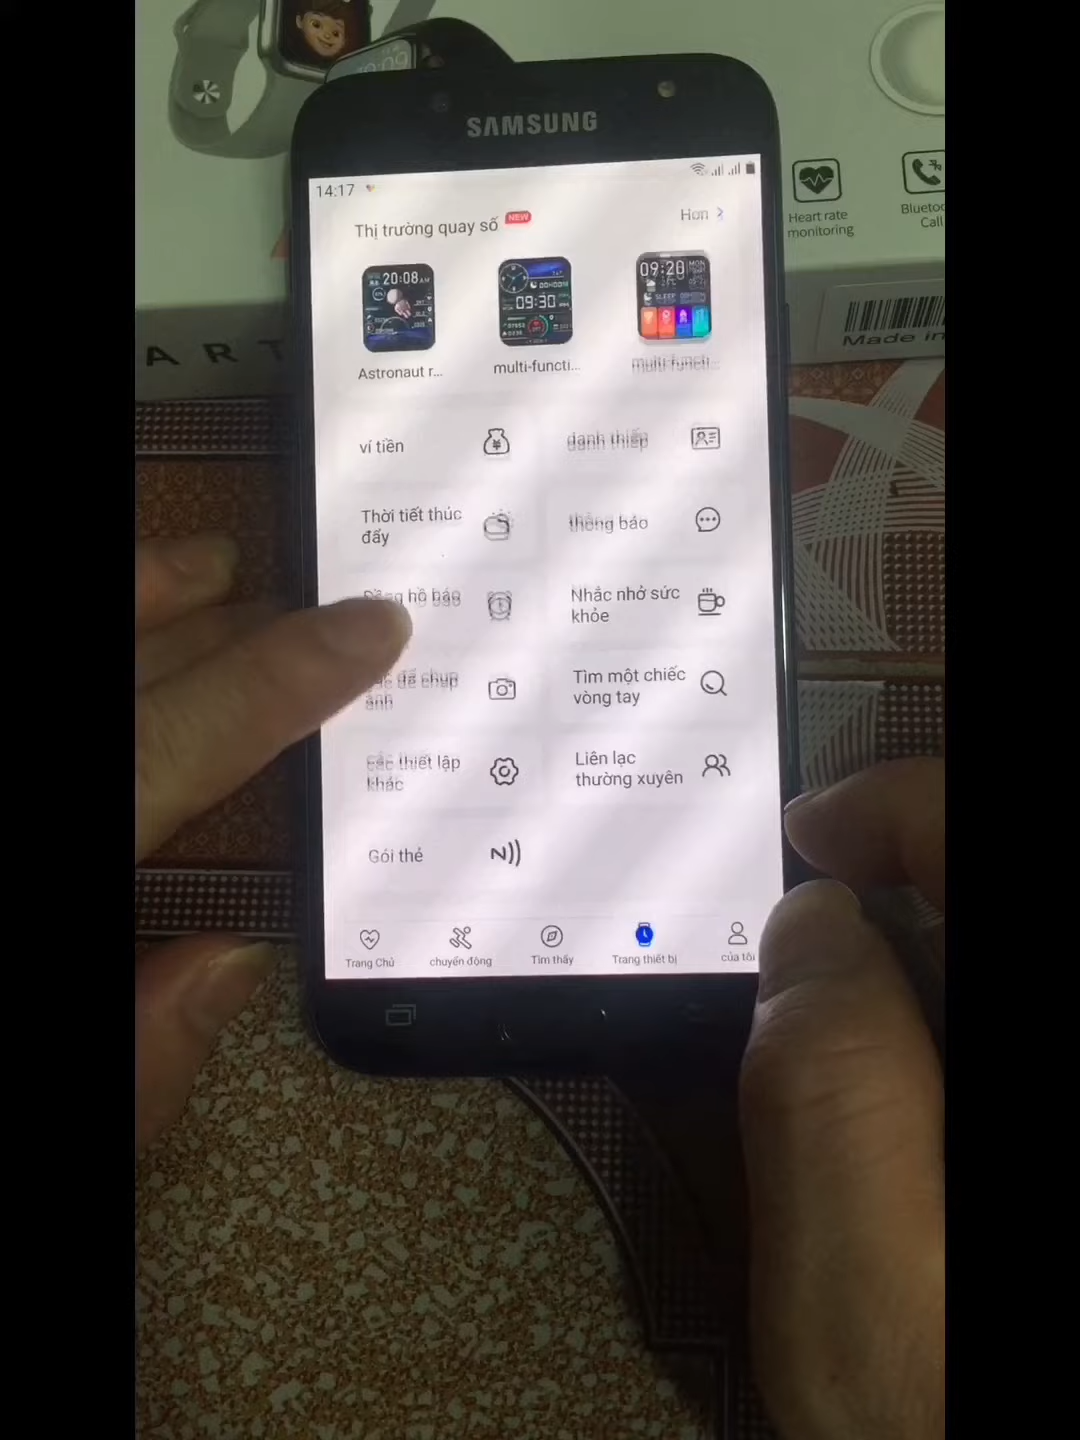 SAMSUNG
14:17
Thị trường quay số NEW
Hơn
20:08 AM
09:30
09:20 MON
SLEEP
Astronaut r...
multi-functi...
multi-functi...
ví tiền
danh thiếp
Thời tiết thúc
đẩy
thông báo
hồ báo
Nhắc nhở sức
khỏe
để chụp
ảnh
Tìm một chiếc
vòng tay
Các thiết lập
khác
Liên lạc
thường xuyên
Gói thẻ
Trang Chủ
chuyển động
Tìm thấy
Trang thiết bị
của tôi
Heart rate
monitoring
Call
Made in